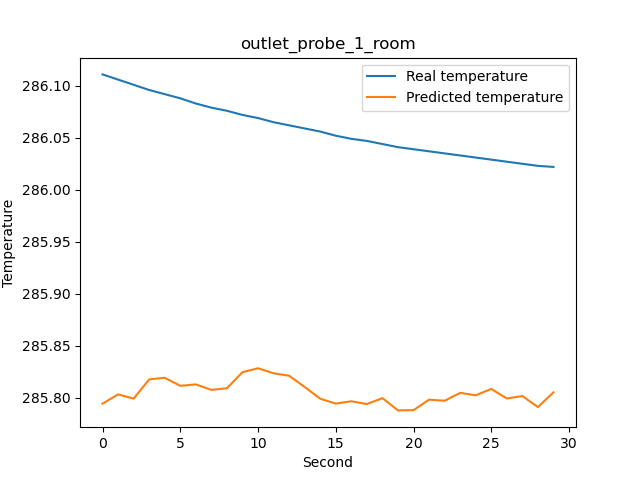 outlet_probe_1_room
Real temperature
Predicted temperature
286.10
286.05
286.00
285.95
285.90
285.85
285.80
Temperature
0 5 10 15 20 25 30
Second